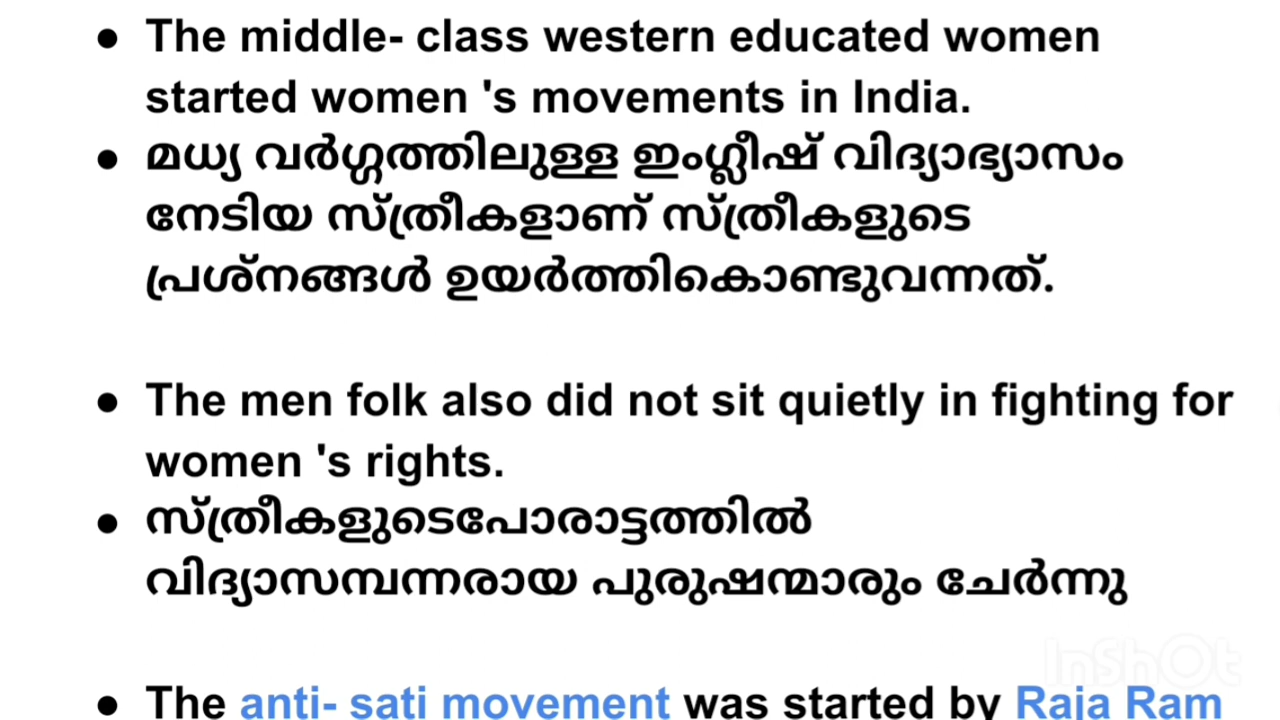 ● The middle- class western educated women
started women 's movements in India.
● മധ്യ വർഗ്ഗത്തിലുള്ള ഇംഗ്ലീഷ് വിദ്യാഭ്യാസം
നേടിയ സ്ത്രീകളാണ് സ്ത്രീകളുടെ
പ്രശ്നങ്ങൾ ഉയർത്തികൊണ്ടുവന്നത്.
● The men folk also did not sit quietly in fighting for
women 's rights.
● സ്ത്രീകളുടെപോരാട്ടത്തിൽ
വിദ്യാസമ്പന്നരായ പുരുഷന്മാരും ചേർന്നു
InShOt
● The anti- sati movement was started by Raja Ram